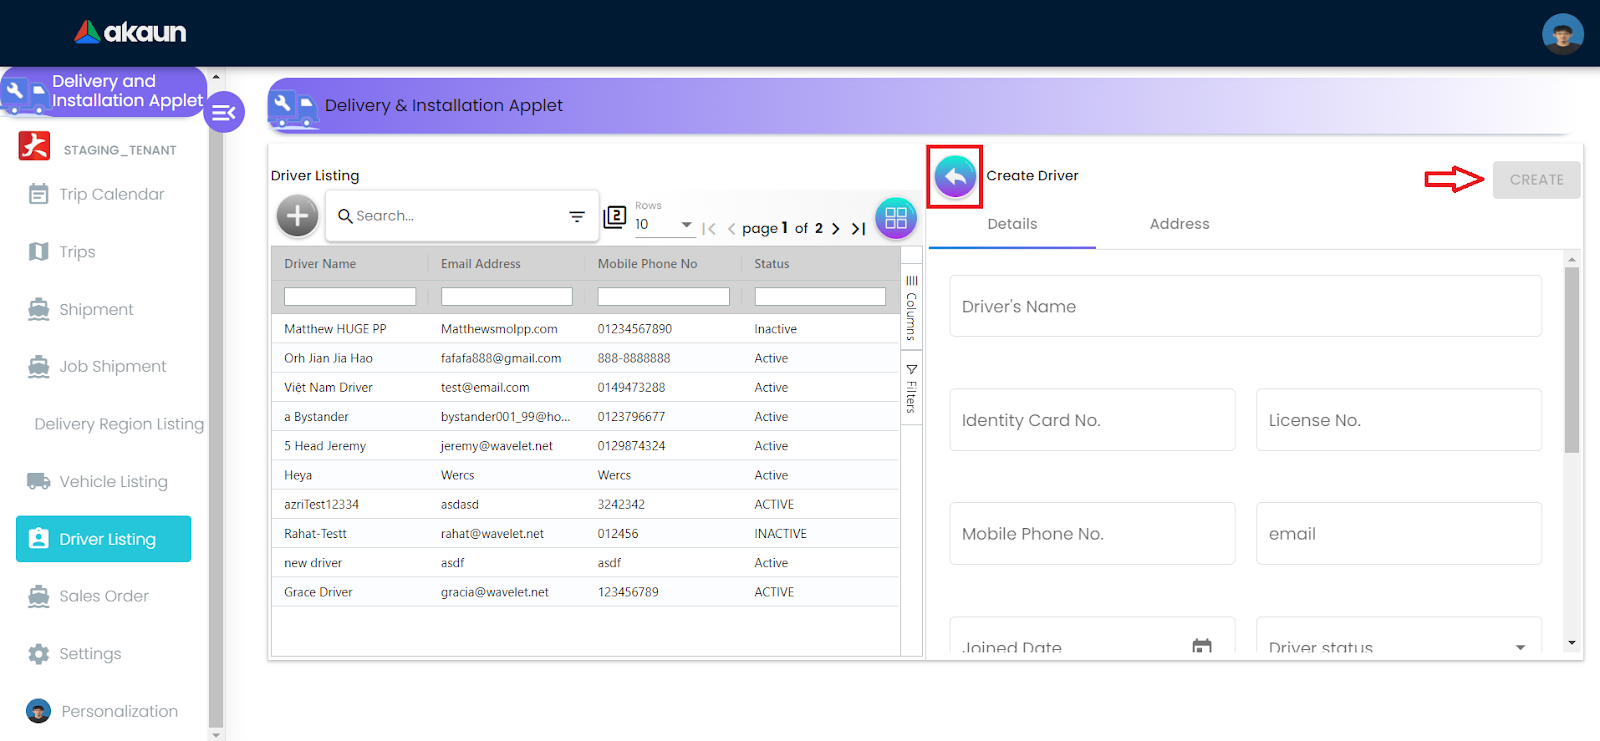 akaun
Delivery and
Installation Applet
STAGING_TENANT
Trip Calendar
Trips
Shipment
Job Shipment
Delivery Region Listing
Vehicle Listing
Driver Listing
Sales Order
Settings
Personalization
Delivery & Installation Applet
Driver Listing
Search...
2
Rows
10
page 1 of 2
Driver Name Email Address Mobile Phone No Status
Matthew HUGE PP Matthewsmolpp.com 01234567890 Inactive
Orh Jian Jia Hao fafafa888@gmail.com 888-8888888 Active
Việt Nam Driver test@email.com 0149473288 Active
a Bystander bystander001_99@ho... 0123796677 Active
5 Head Jeremy jeremy@wavelet.net 0129874324 Active
Heya Wercs Wercs Active
azriTest12334 asdasd 3242342 ACTIVE
Rahat-Testt rahat@wavelet.net 012456 INACTIVE
new driver asdf asdf Active
Grace Driver gracia@wavelet.net 123456789 ACTIVE
Columns
Filters
Create Driver
CREATE
Details Address
Driver's Name
Identity Card No. License No.
Mobile Phone No. email
Joined Date Driver status